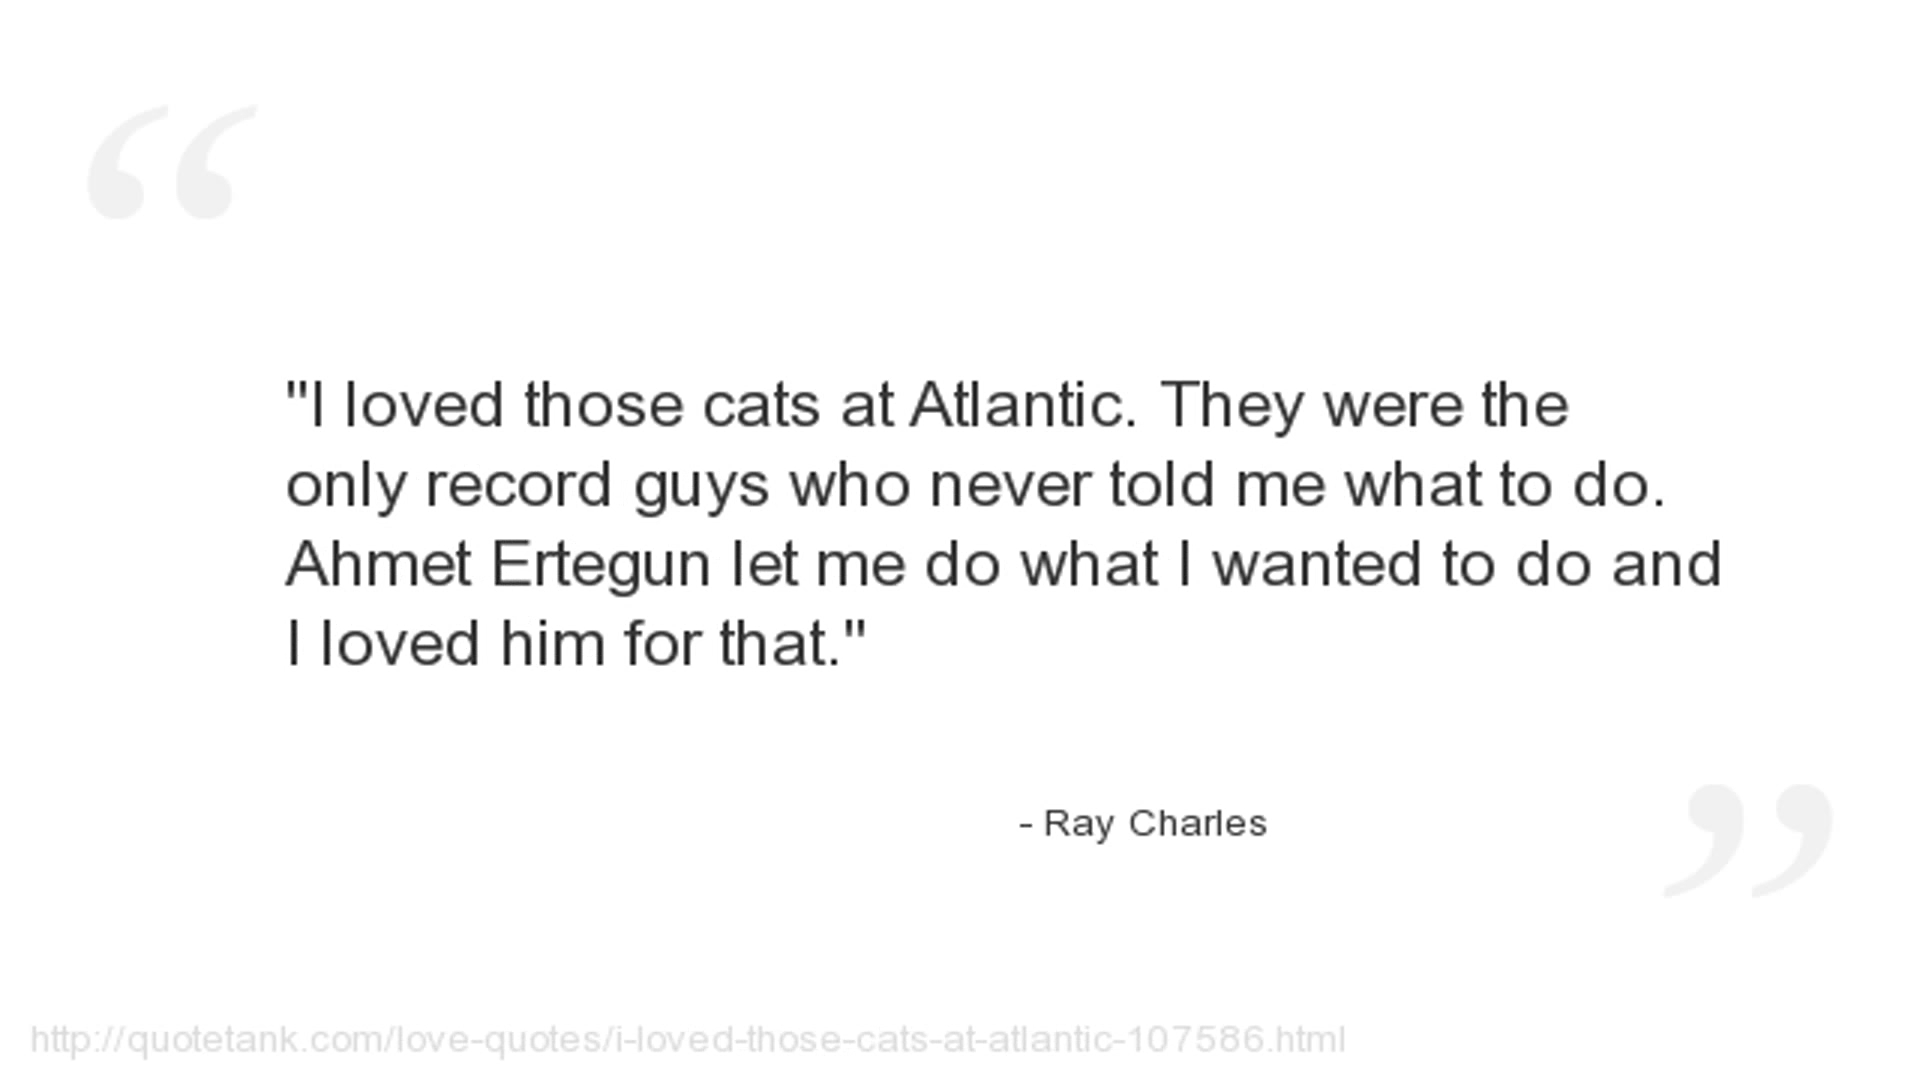 "I loved those cats at Atlantic. They were the
only record guys who never told me what to do.
Ahmet Ertegun let me do what I wanted to do and
I loved him for that."
- Ray Charles
http://quotetank.com/love-quotes/i-loved-those-cats-at-atlantic-107586.html